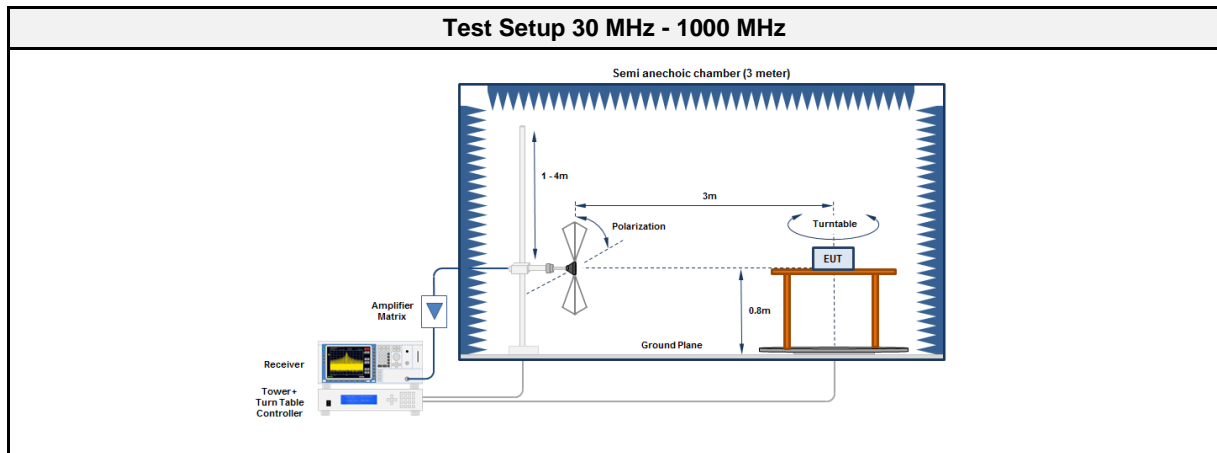 Test Setup 30 MHz - 1000 MHz
Semi anechoic chamber (3 meter)
1 - 4m
3m
Polarization
Turntable
EUT
Amplifier
Matrix
0.8m
Ground Plane
Receiver
Tower+
Turn Table
Controller